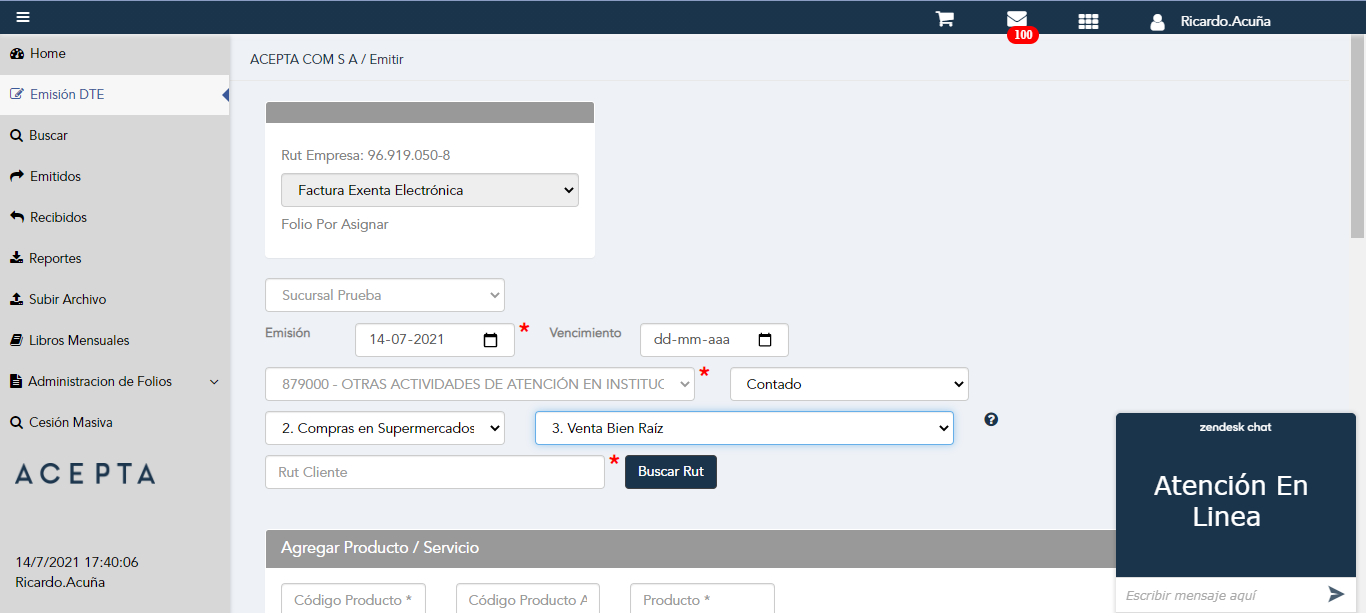 100
Ricardo.Acuña
Home
Emisión DTE
Buscar
Emitidos
Recibidos
Reportes
Subir Archivo
Libros Mensuales
Administracion de Folios
Cesión Masiva
ACEPTA
14/7/2021 17:40:06
Ricardo.Acuña
ACEPTA COM S A / Emitir
Rut Empresa: 96.919.050-8
Factura Exenta Electrónica
Folio Por Asignar
Sucursal Prueba
Emisión 14-07-2021 * Vencimiento dd-mm-aaa
879000 - OTRAS ACTIVIDADES DE ATENCIÓN EN INSTITUC * Contado
2. Compras en Supermercados 3. Venta Bien Raíz ?
Rut Cliente * Buscar Rut
Agregar Producto / Servicio
Código Producto * Código Producto A Producto *
zendesk chat
Atención En
Linea
Escribir mensaje aquí